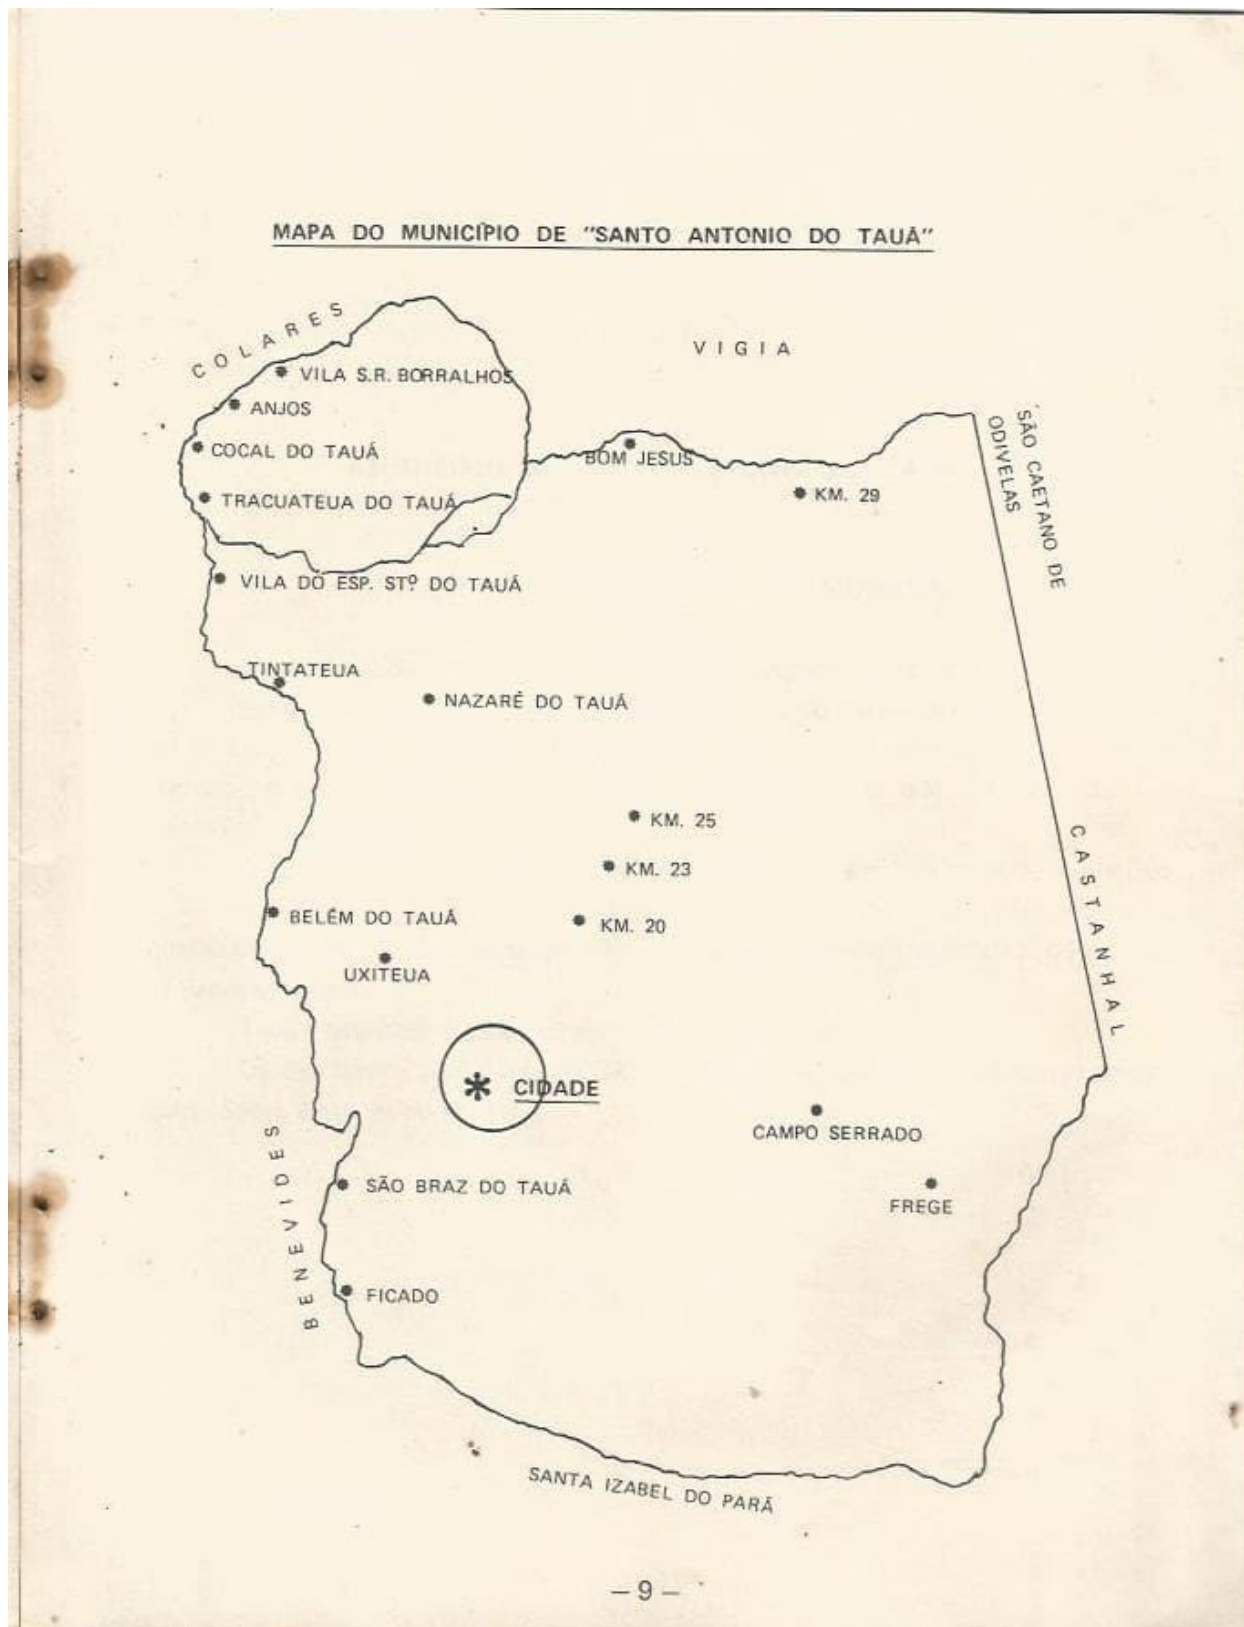 MAPA DO MUNICÍPIO DE "SANTO ANTONIO DO TAUÁ"
COLARES
VIGIA
VILA S.R. BORRALHOS
ANJOS
COCAL DO TAUÁ
TRACUATEUA DO TAUÁ
BOM JESUS
KM. 29
SÃO CAETANO DE
ODIVELAS
VILA DO ESP. STº DO TAUÁ
TINTATEUA
NAZARÉ DO TAUÁ
KM. 25
KM. 23
KM. 20
CASTANHAL
BELÉM DO TAUÁ
UXITEUA
CIDADE
CAMPO SERRADO
FREGE
BENEVIDES
SÃO BRAZ DO TAUÁ
FICADO
SANTA IZABEL DO PARÁ
—9—